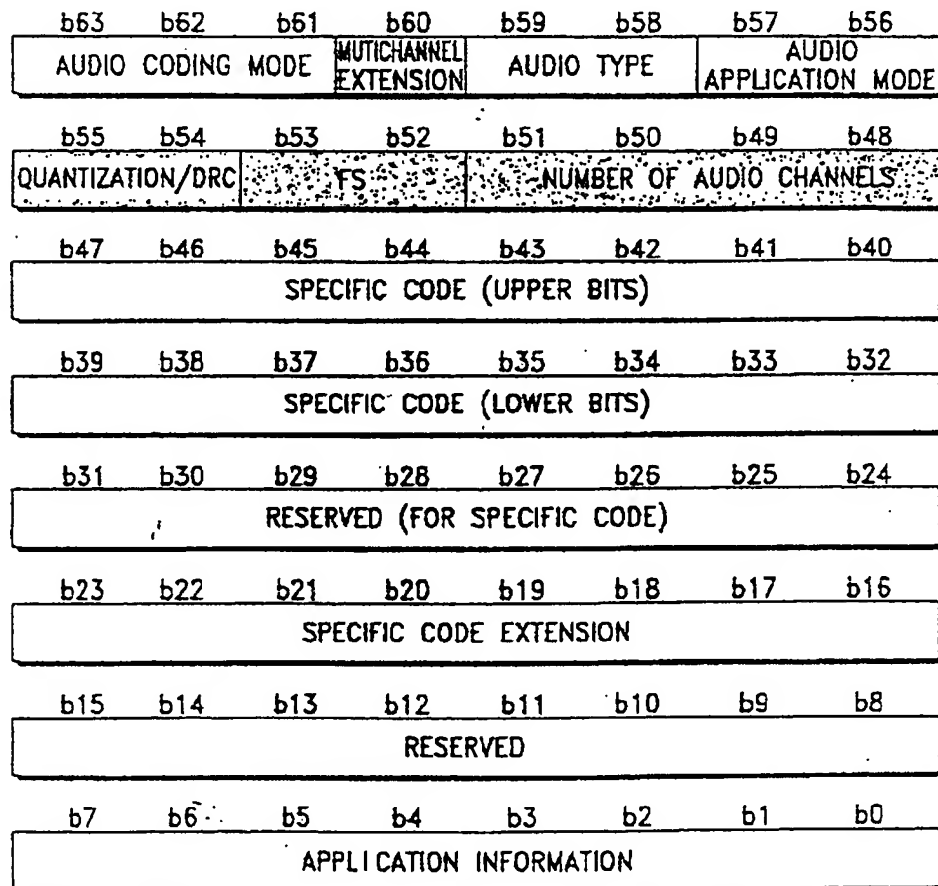 b63 b62 b61 b60 b59 b58 b57 b56
AUDIO CODING MODE
MUTICHANNEL
EXTENSION
AUDIO TYPE
AUDIO
APPLICATION MODE
b55 b54 b53 b52 b51 b50 b49 b48
QUANTIZATION/DRC FS NUMBER OF AUDIO CHANNELS
b47 b46 b45 b44 b43 b42 b41 b40
SPECIFIC CODE (UPPER BITS)
b39 b38 b37 b36 b35 b34 b33 b32
SPECIFIC CODE (LOWER BITS)
b31 b30 b29 b28 b27 b26 b25 b24
RESERVED (FOR SPECIFIC CODE)
b23 b22 b21 b20 b19 b18 b17 b16
SPECIFIC CODE EXTENSION
b15 b14 b13 b12 b11 b10 b9 b8
RESERVED
b7 b6 b5 b4 b3 b2 b1 b0
APPLICATION INFORMATION